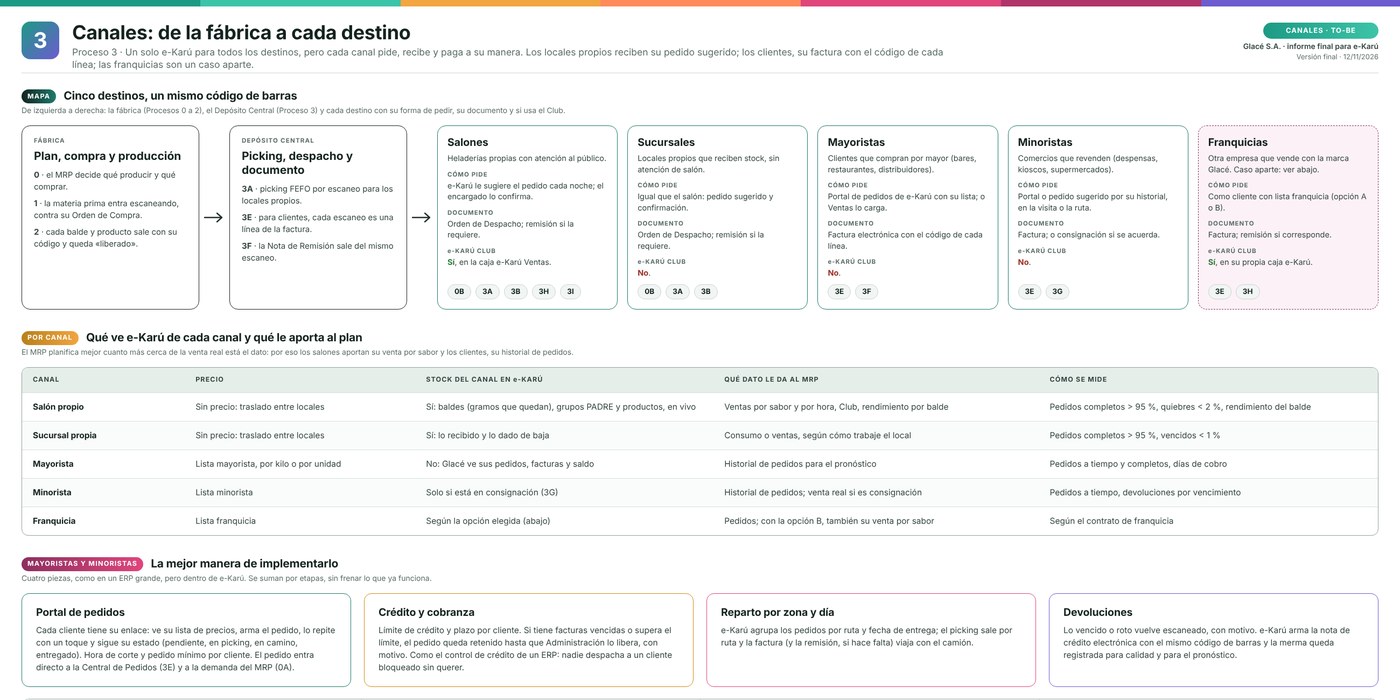 3
Canales: de la fábrica a cada destino
Proceso 3 · Un solo e-Karú para todos los destinos, pero cada canal pide, recibe y paga a su manera. Los locales propios reciben su pedido sugerido; los clientes, su factura con el código de cada
línea; las franquicias son un caso aparte.
CANALES · TO-BE
Glacé S.A. · informe final para e-Karú
Versión final · 12/11/2026
MAPA
Cinco destinos, un mismo código de barras
De izquierda a derecha: la fábrica (Procesos 0 a 2), el Depósito Central (Proceso 3) y cada destino con su forma de pedir, su documento y si usa el Club.
FÁBRICA
Plan, compra y producción
0 · el MRP decide qué producir y qué
comprar.
1 · la materia prima entra escaneando,
contra su Orden de Compra.
2 · cada balde y producto sale con su
código y queda «liberado».
DEPÓSITO CENTRAL
Picking, despacho y
documento
3A · picking FEFO por escaneo para los
locales propios.
3E · para clientes, cada escaneo es una
línea de la factura.
3F · la Nota de Remisión sale del mismo
escaneo.
Salones
Heladerías propias con atención al público.
CÓMO PIDE
e-Karú le sugiere el pedido cada noche; el
encargado lo confirma.
DOCUMENTO
Orden de Despacho; remisión si la
requiere.
e-KARÚ CLUB
Sí, en la caja e-Karú Ventas.
0B 3A 3B 3H 3I
Sucursales
Locales propios que reciben stock, sin
atención de salón.
CÓMO PIDE
Igual que el salón: pedido sugerido y
confirmación.
DOCUMENTO
Orden de Despacho; remisión si la
requiere.
e-KARÚ CLUB
No.
0B 3A 3B
Mayoristas
Clientes que compran por mayor (bares,
restaurantes, distribuidores).
CÓMO PIDE
Portal de pedidos de e-Karú con su lista; o
Ventas lo carga.
DOCUMENTO
Factura electrónica con el código de cada
línea.
e-KARÚ CLUB
No.
3E 3F
Minoristas
Comercios que revenden (despensas,
kioscos, supermercados).
CÓMO PIDE
Portal o pedido sugerido por su historial,
en la visita o la ruta.
DOCUMENTO
Factura; o consignación si se acuerda.
e-KARÚ CLUB
No.
3E 3G
Franquicias
Otra empresa que vende con la marca
Glacé. Caso aparte: ver abajo.
CÓMO PIDE
Como cliente con lista franquicia (opción A
o B).
DOCUMENTO
Factura; remisión si corresponde.
e-KARÚ CLUB
Sí, en su propia caja e-Karú.
3E 3H
POR CANAL
Qué ve e-Karú de cada canal y qué le aporta al plan
El MRP planifica mejor cuanto más cerca de la venta real está el dato: por eso los salones aportan su venta por sabor y los clientes, su historial de pedidos.
CANAL PRECIO STOCK DEL CANAL EN e-KARÚ QUÉ DATO LE DA AL MRP CÓMO SE MIDE
Salón propio Sin precio: traslado entre locales Sí: baldes (gramos que quedan), grupos PADRE y productos, en vivo Ventas por sabor y por hora, Club, rendimiento por balde Pedidos completos > 95 %, quiebres < 2 %, rendimiento del balde
Sucursal propia Sin precio: traslado entre locales Sí: lo recibido y lo dado de baja Consumo o ventas, según cómo trabaje el local Pedidos completos > 95 %, vencidos < 1 %
Mayorista Lista mayorista, por kilo o por unidad No: Glacé ve sus pedidos, facturas y saldo Historial de pedidos para el pronóstico Pedidos a tiempo y completos, días de cobro
Minorista Lista minorista Solo si está en consignación (3G) Historial de pedidos; venta real si es consignación Pedidos a tiempo, devoluciones por vencimiento
Franquicia Lista franquicia Según la opción elegida (abajo) Pedidos; con la opción B, también su venta por sabor Según el contrato de franquicia
MAYORISTAS Y MINORISTAS
La mejor manera de implementarlo
Cuatro piezas, como en un ERP grande, pero dentro de e-Karú. Se suman por etapas, sin frenar lo que ya funciona.
Portal de pedidos
Cada cliente tiene su enlace: ve su lista de precios, arma el pedido, lo repite
con un toque y sigue su estado (pendiente, en picking, en camino,
entregado). Hora de corte y pedido mínimo por cliente. El pedido entra
directo a la Central de Pedidos (3E) y a la demanda del MRP (0A).
Crédito y cobranza
Límite de crédito y plazo por cliente. Si tiene facturas vencidas o supera el
límite, el pedido queda retenido hasta que Administración lo libera, con
motivo. Como el control de crédito de un ERP: nadie despacha a un cliente
bloqueado sin querer.
Reparto por zona y día
e-Karú agrupa los pedidos por ruta y fecha de entrega; el picking sale por
ruta y la factura (y la remisión, si hace falta) viaja con el camión.
Devoluciones
Lo vencido o roto vuelve escaneado, con motivo. e-Karú arma la nota de
crédito electrónica con el mismo código de barras y la merma queda
registrada para calidad y para el pronóstico.